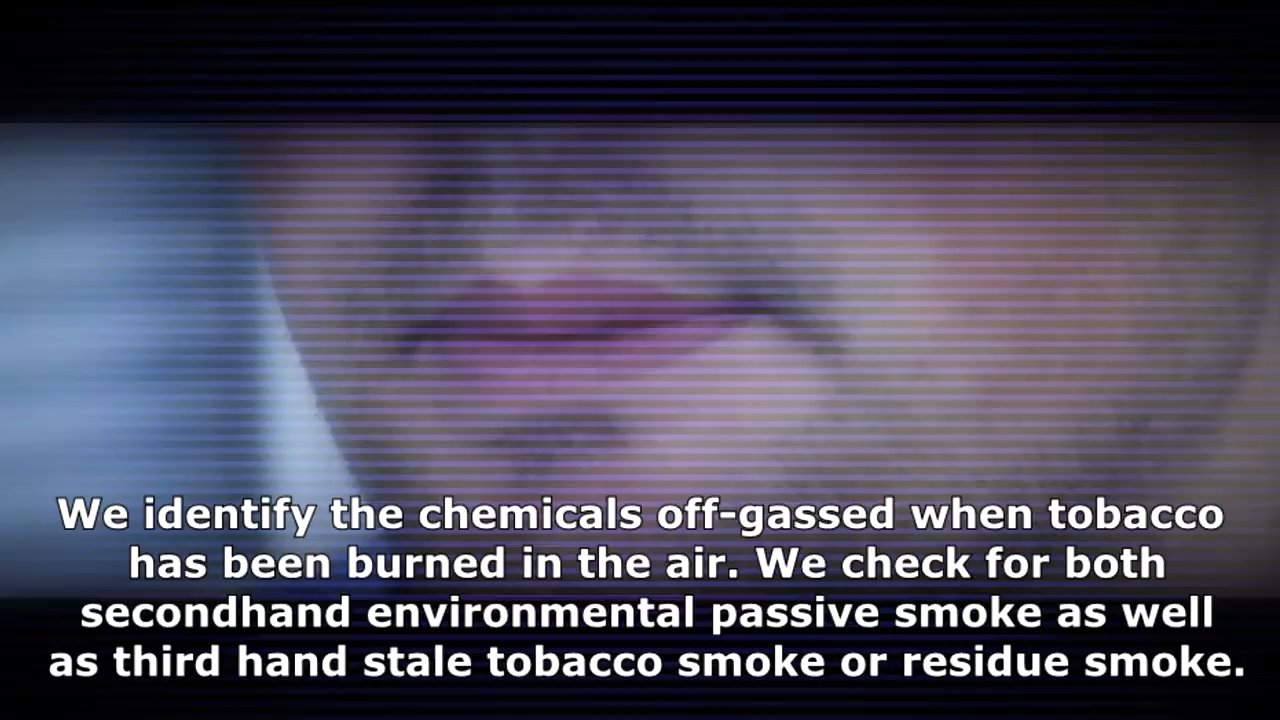 We identify the chemicals off-gassed when tobacco
has been burned in the air. We check for both
secondhand environmental passive smoke as well
as third hand stale tobacco smoke or residue smoke.